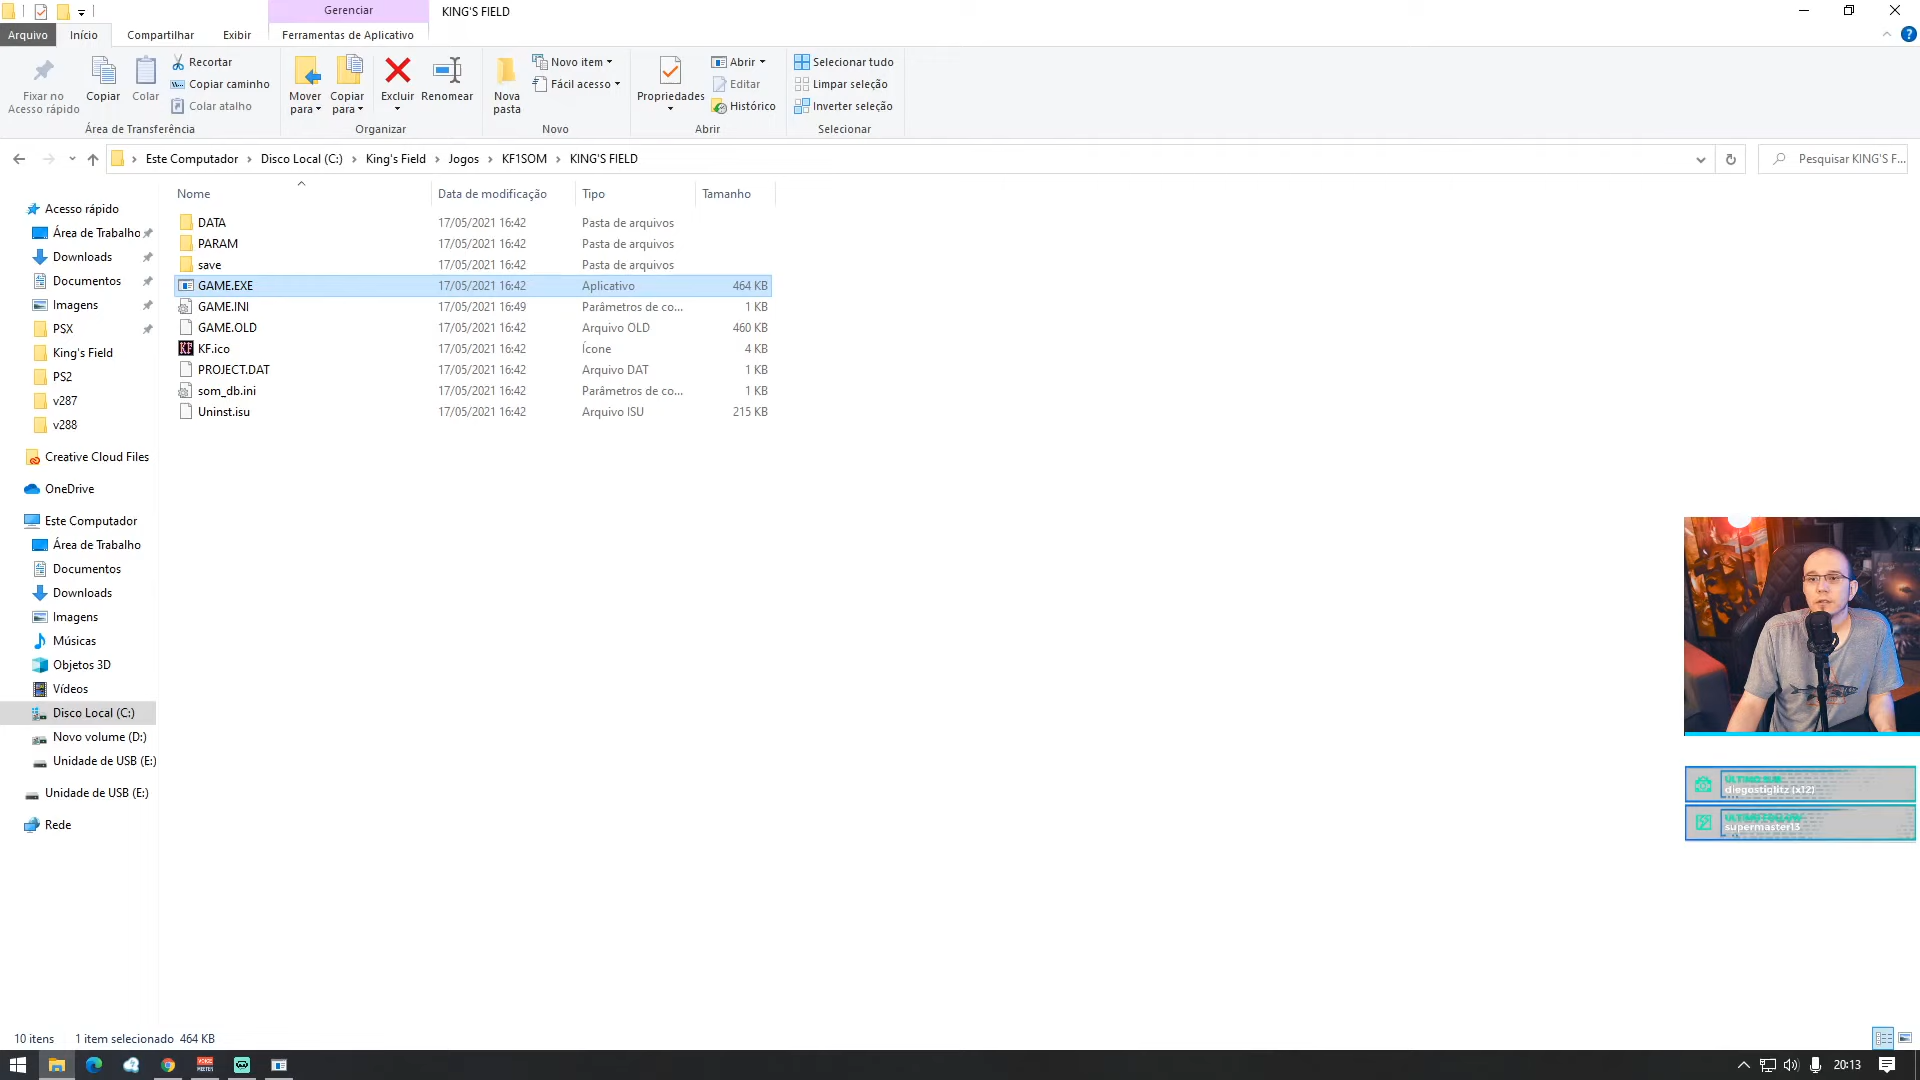 Gerenciar
KING'S FIELD
Arquivo
Início
Compartilhar
Exibir
Ferramentas de Aplicativo
Fixar no
Acesso rápido
Copiar
Colar
Recortar
Copiar caminho
Colar atalho
Área de Transferência
Mover
para
Copiar
para
Excluir
Renomear
Organizar
Nova
pasta
Novo item
Fácil acesso
Novo
Propriedades
Abrir
Editar
Histórico
Abrir
Selecionar tudo
Limpar seleção
Inverter seleção
Selecionar
Este Computador
Disco Local (C:)
King's Field
Jogos
KF1SOM
KING'S FIELD
Pesquisar KING'S F...
Nome
Data de modificação
Tipo
Tamanho
DATA 17/05/2021 16:42 Pasta de arquivos
PARAM 17/05/2021 16:42 Pasta de arquivos
save 17/05/2021 16:42 Pasta de arquivos
GAME.EXE 17/05/2021 16:42 Aplicativo 464 KB
GAME.INI 17/05/2021 16:49 Parâmetros de co... 1 KB
GAME.OLD 17/05/2021 16:42 Arquivo OLD 460 KB
KF.ico 17/05/2021 16:42 Ícone 4 KB
PROJECT.DAT 17/05/2021 16:42 Arquivo DAT 1 KB
som_db.ini 17/05/2021 16:42 Parâmetros de co... 1 KB
Uninst.isu 17/05/2021 16:42 Arquivo ISU 215 KB
Acesso rápido
Área de Trabalho
Downloads
Documentos
Imagens
PSX
King's Field
PS2
v287
v288
Creative Cloud Files
OneDrive
Este Computador
Área de Trabalho
Documentos
Downloads
Imagens
Músicas
Objetos 3D
Vídeos
Disco Local (C:)
Novo volume (D:)
Unidade de USB (E:)
Unidade de USB (E:)
Rede
diegostiglitz (x12)
supermaster13
10 itens
1 item selecionado 464 KB
20:13